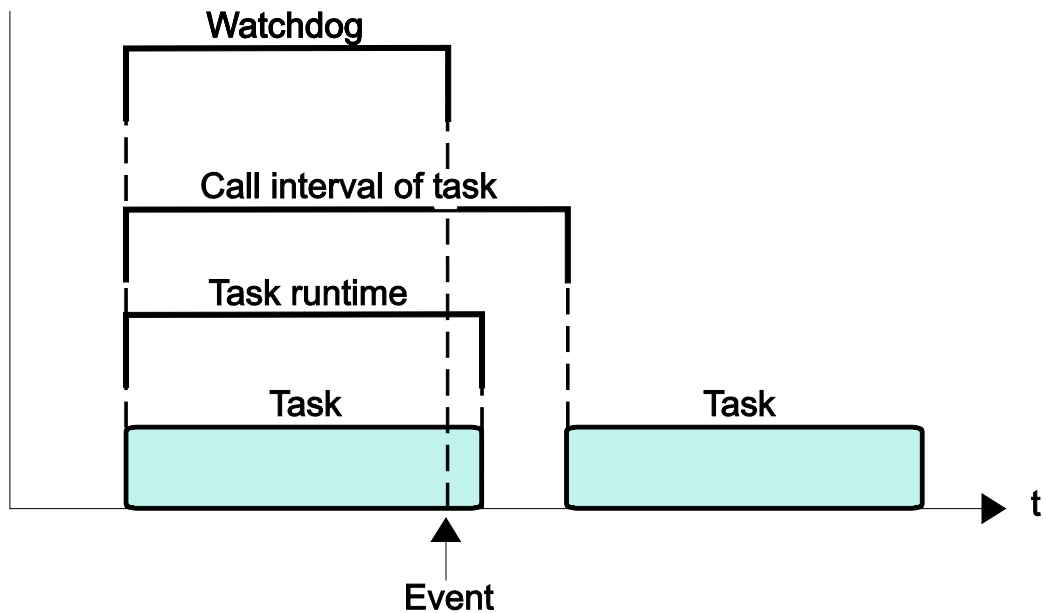 Watchdog
Call interval of task
Task runtime
Task
Task
t
Event